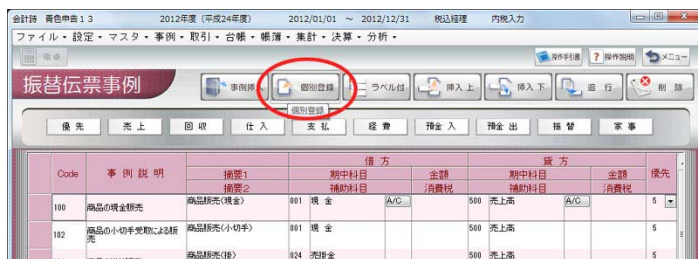 会計詩 青色申告13 2012年度 (平成24年度) 2012/01/01 ～ 2012/12/31 税込経理 内税入力
ファイル・設定・マスタ・事例・取引・台帳・帳簿・集計・決算・分析・
電卓 操作手引書 ? 操作説明 メニュー
振替伝票事例 事例挿入 個別登録 ラベル付 挿入上 挿入下 追行 削除
個別登録
優先 売上 回収 仕入 支払 経費 預金入 預金出 振替 家事
借方 貸方
Code 事例説明 摘要1 期中科目 金額 期中科目 金額 優先
摘要2 補助科目 消費税 補助科目 消費税
100 商品の現金販売 商品販売(現金) 001 現金 A/C 500 売上高 A/C 5
102 商品の小切手受取による販売 商品販売(小切手) 001 現金 500 売上高 5
商品販売(掛) 024 売掛金 500 売上高 5